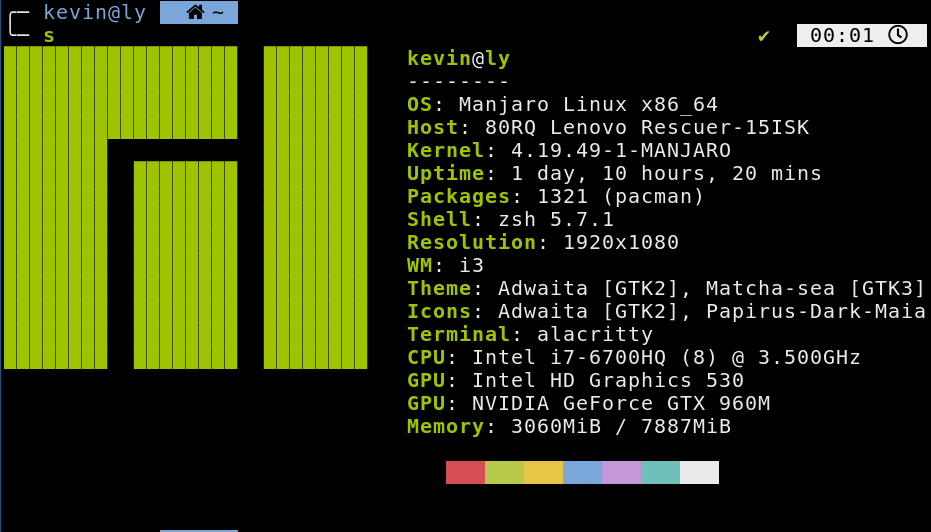 kevin@ly ~
s ✔ 00:01
kevin@ly
--------
OS: Manjaro Linux x86_64
Host: 80RQ Lenovo Rescuer-15ISK
Kernel: 4.19.49-1-MANJARO
Uptime: 1 day, 10 hours, 20 mins
Packages: 1321 (pacman)
Shell: zsh 5.7.1
Resolution: 1920x1080
WM: i3
Theme: Adwaita [GTK2], Matcha-sea [GTK3]
Icons: Adwaita [GTK2], Papirus-Dark-Maia
Terminal: alacritty
CPU: Intel i7-6700HQ (8) @ 3.500GHz
GPU: Intel HD Graphics 530
GPU: NVIDIA GeForce GTX 960M
Memory: 3060MiB / 7887MiB